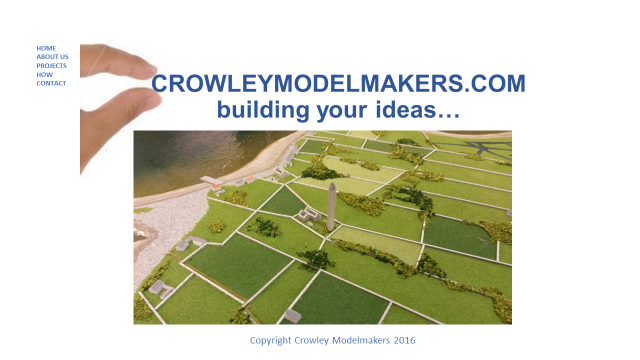 HOME
ABOUT US
PROJECTS
HOW
CONTACT
CROWLEYMODELMAKERS.COM
building your ideas…
Copyright Crowley Modelmakers 2016